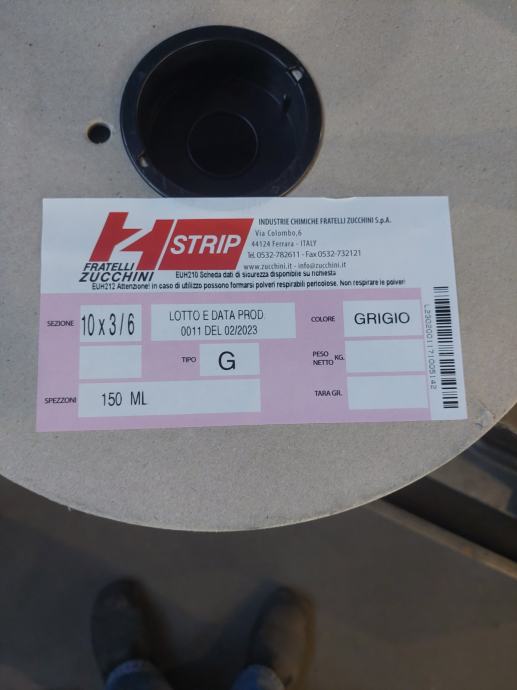 FRATELLI
ZUCCHINI
STRIP
INDUSTRIE CHIMICHE FRATELLI ZUCCHINI S.p.A.
Via Colombo,6
44124 Ferrara - ITALY
Tel. 0532-782611 - Fax 0532-732121
www.zucchini.it - info@zucchini.it
EUH210 Scheda dati di sicurezza disponibile su richiesta
EUH212 Attenzione! in caso di utilizzo possono formarsi polveri respirabili pericolose. Non respirare le polveri
SEZIONE 10 x 3/6
LOTTO E DATA PROD.
0011 DEL 02/2023
COLORE GRIGIO
TIPO G
PESO NETTO KG.
SPEZZONI 150 ML
TARA GR.